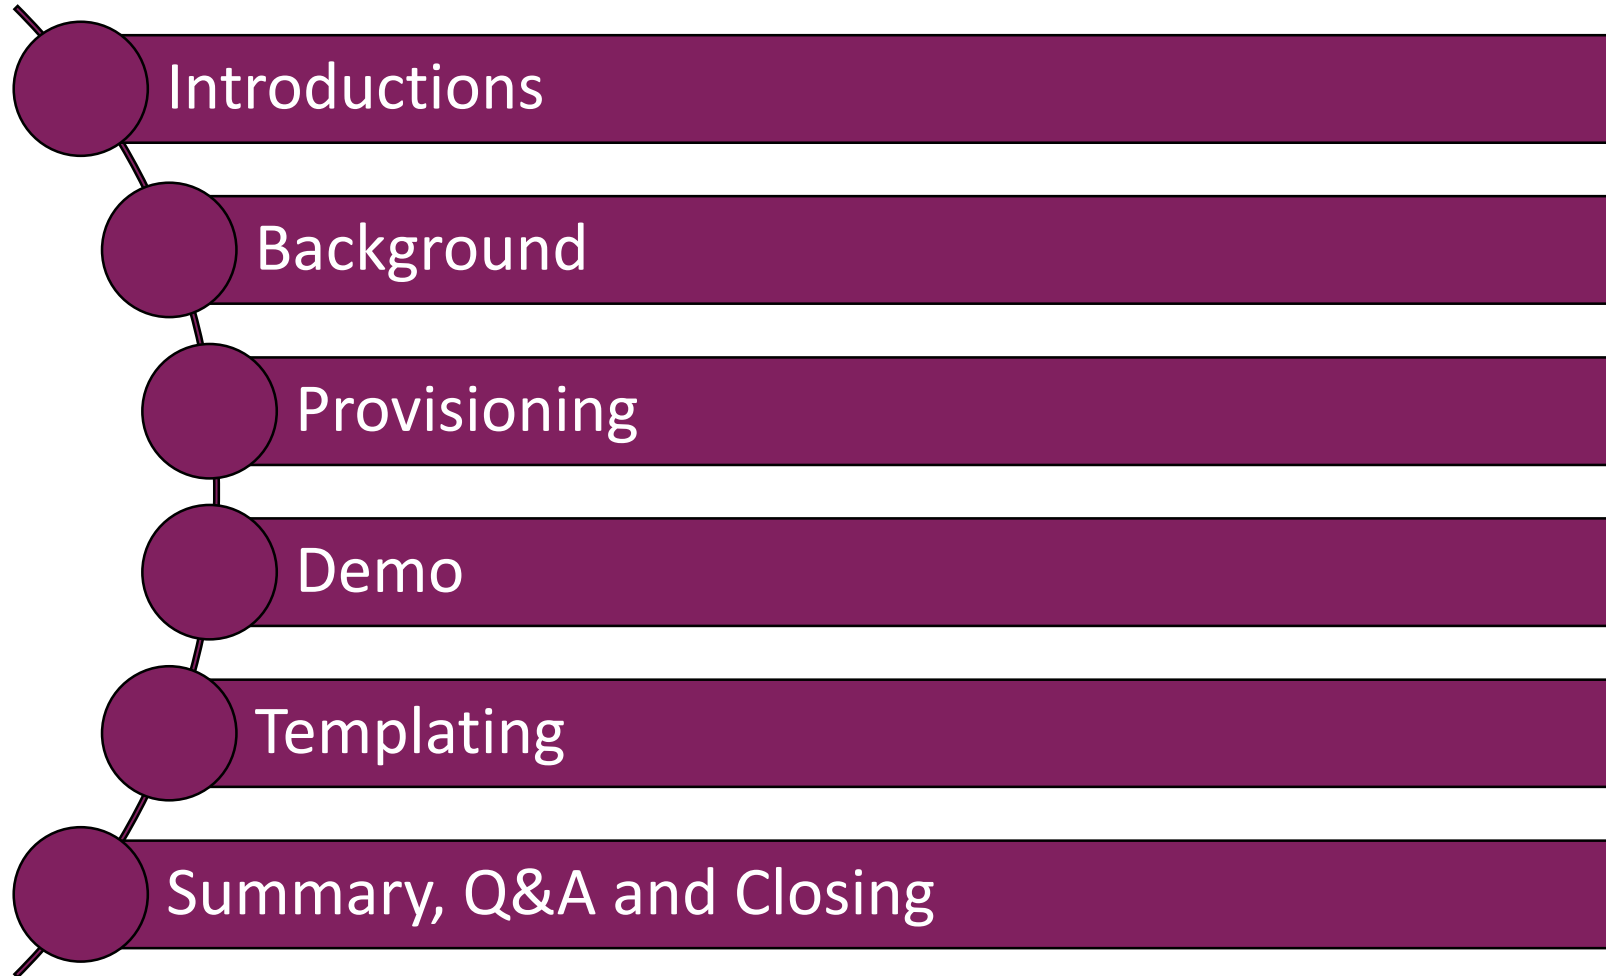 Introductions
Background
Provisioning
Demo
Templating
Summary, Q&A and Closing